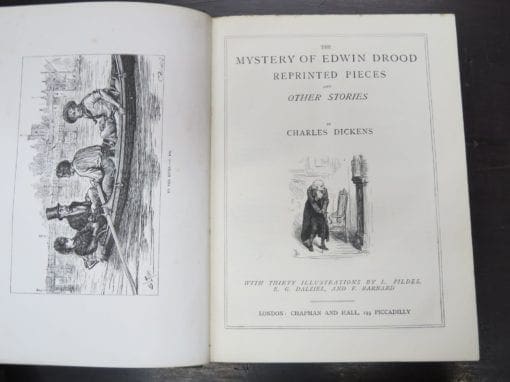 THE
MYSTERY OF EDWIN DROOD
REPRINTED PIECES
AND
OTHER STORIES
BY
CHARLES DICKENS
WITH THIRTY ILLUSTRATIONS BY L. FILDES,
E. G. DALZIEL, AND F. BARNARD
LONDON: CHAPMAN AND HALL, 193 PICCADILLY